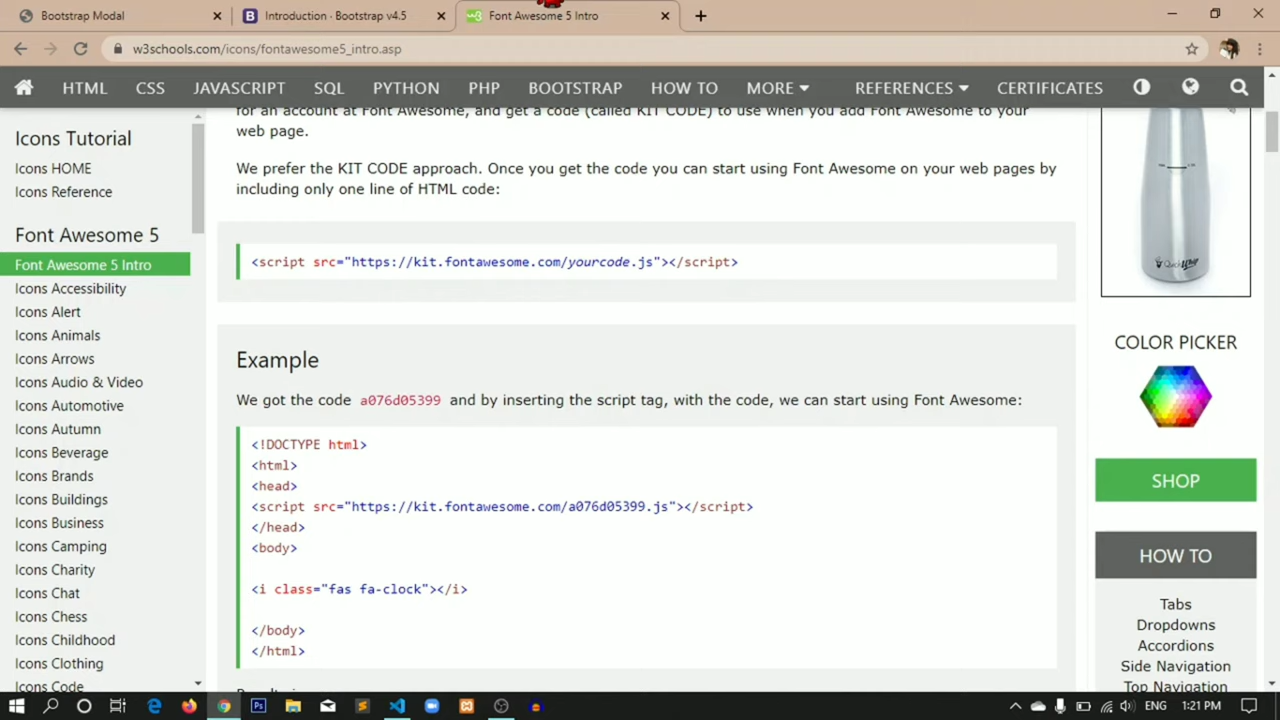 Bootstrap Modal
Introduction · Bootstrap v4.5
Font Awesome 5 Intro
w3schools.com/icons/fontawesome5_intro.asp
HTML CSS JAVASCRIPT SQL PYTHON PHP BOOTSTRAP HOW TO MORE REFERENCES CERTIFICATES
Icons Tutorial
Icons HOME
Icons Reference
Font Awesome 5
Font Awesome 5 Intro
Icons Accessibility
Icons Alert
Icons Animals
Icons Arrows
Icons Audio & Video
Icons Automotive
Icons Autumn
Icons Beverage
Icons Brands
Icons Buildings
Icons Business
Icons Camping
Icons Charity
Icons Chat
Icons Chess
Icons Childhood
Icons Clothing
Icons Code
for an account at Font Awesome, and get a code (called KIT CODE) to use when you add Font Awesome to your
web page.
We prefer the KIT CODE approach. Once you get the code you can start using Font Awesome on your web pages by
including only one line of HTML code:
<script src="https://kit.fontawesome.com/yourcode.js"></script>
Example
We got the code a076d05399 and by inserting the script tag, with the code, we can start using Font Awesome:
<!DOCTYPE html>
<html>
<head>
<script src="https://kit.fontawesome.com/a076d05399.js"></script>
</head>
<body>
<i class="fas fa-clock"></i>
</body>
</html>
COLOR PICKER
SHOP
HOW TO
Tabs
Dropdowns
Accordions
Side Navigation
Top Navigation
ENG 1:21 PM